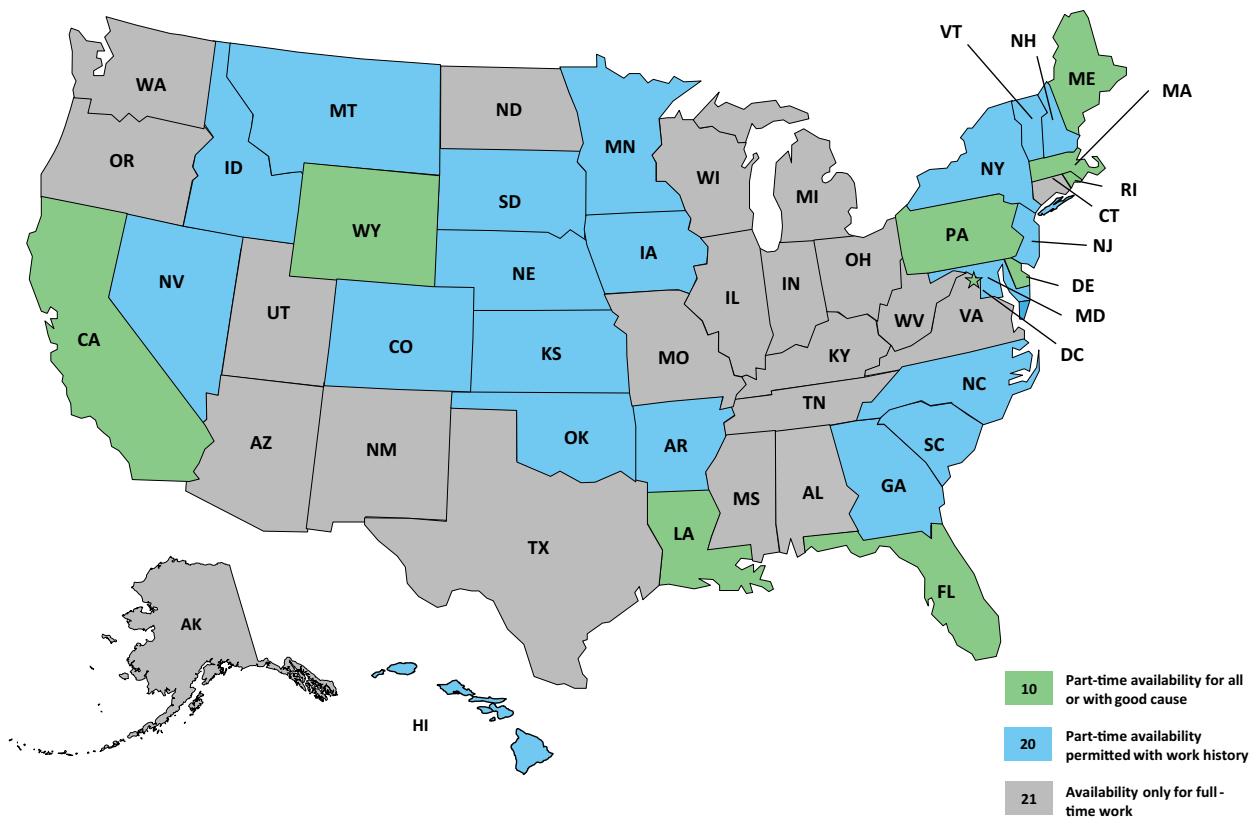 VT
NH
ME
WA
MA
MT
ND
MN
OR
ID
NY
WI
RI
SD
MI
CT
WY
PA
NJ
IA
OH
NE
NV
IN
DE
IL
UT
WV
VA
MD
CA
CO
KS
MO
KY
DC
NC
TN
AZ
OK
AR
SC
NM
GA
MS
AL
LA
TX
FL
AK
HI
10 Part-time availability for all
or with good cause
20 Part-time availability
permitted with work history
21 Availability only for full -
time work